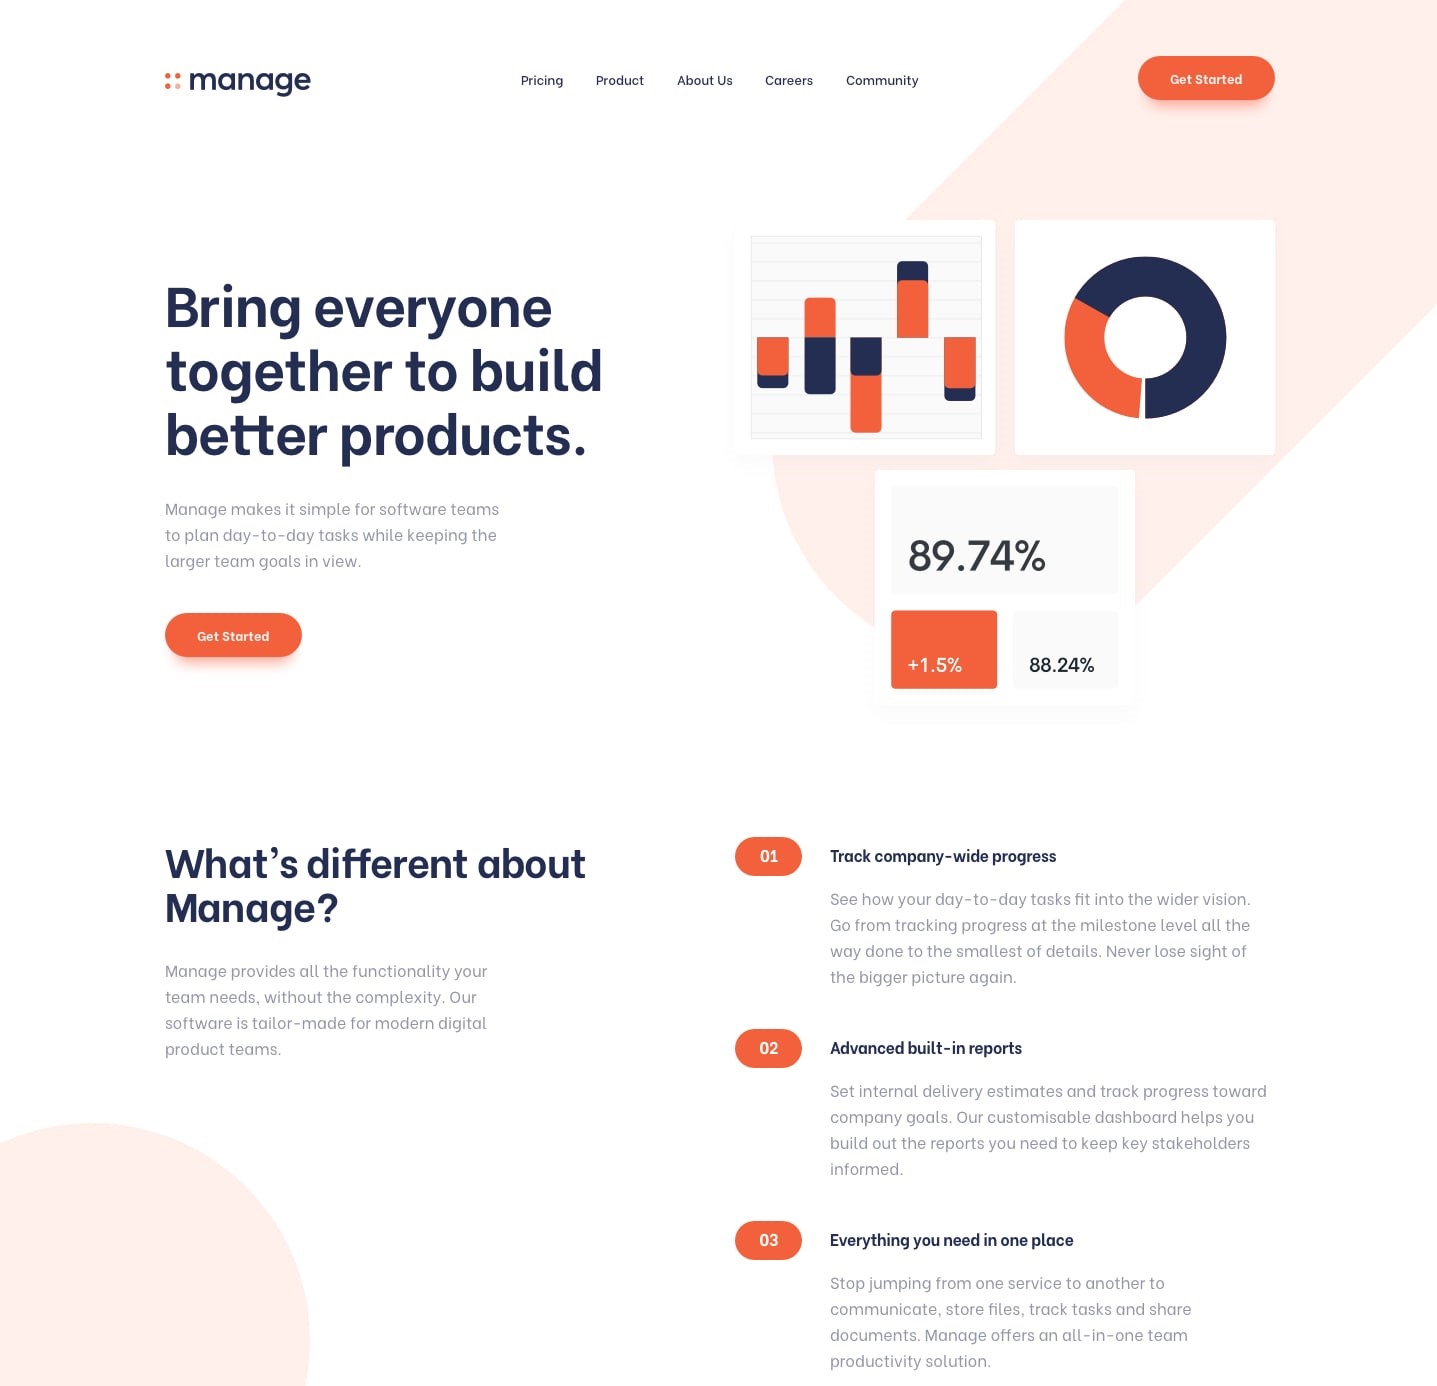 manage
Pricing
Product
About Us
Careers
Community
Get Started
Bring everyone
together to build
better products.
Manage makes it simple for software teams
to plan day-to-day tasks while keeping the
larger team goals in view.
Get Started
89.74%
+1.5%
88.24%
What’s different about
Manage?
Manage provides all the functionality your
team needs, without the complexity. Our
software is tailor-made for modern digital
product teams.
01
Track company-wide progress
See how your day-to-day tasks fit into the wider vision.
Go from tracking progress at the milestone level all the
way done to the smallest of details. Never lose sight of
the bigger picture again.
02
Advanced built-in reports
Set internal delivery estimates and track progress toward
company goals. Our customisable dashboard helps you
build out the reports you need to keep key stakeholders
informed.
03
Everything you need in one place
Stop jumping from one service to another to
communicate, store files, track tasks and share
documents. Manage offers an all-in-one team
productivity solution.